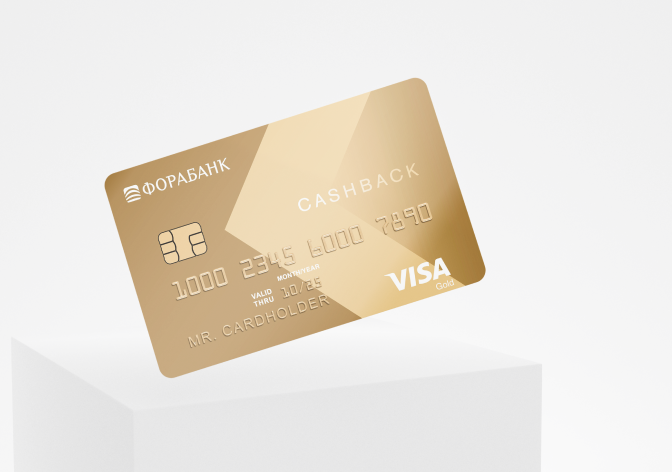 ФОРАБАНК
CASHBACK
1000 2345 6000 7890
MONTH/YEAR
VALID THRU 10/25
MR. CARDHOLDER
VISA
Gold